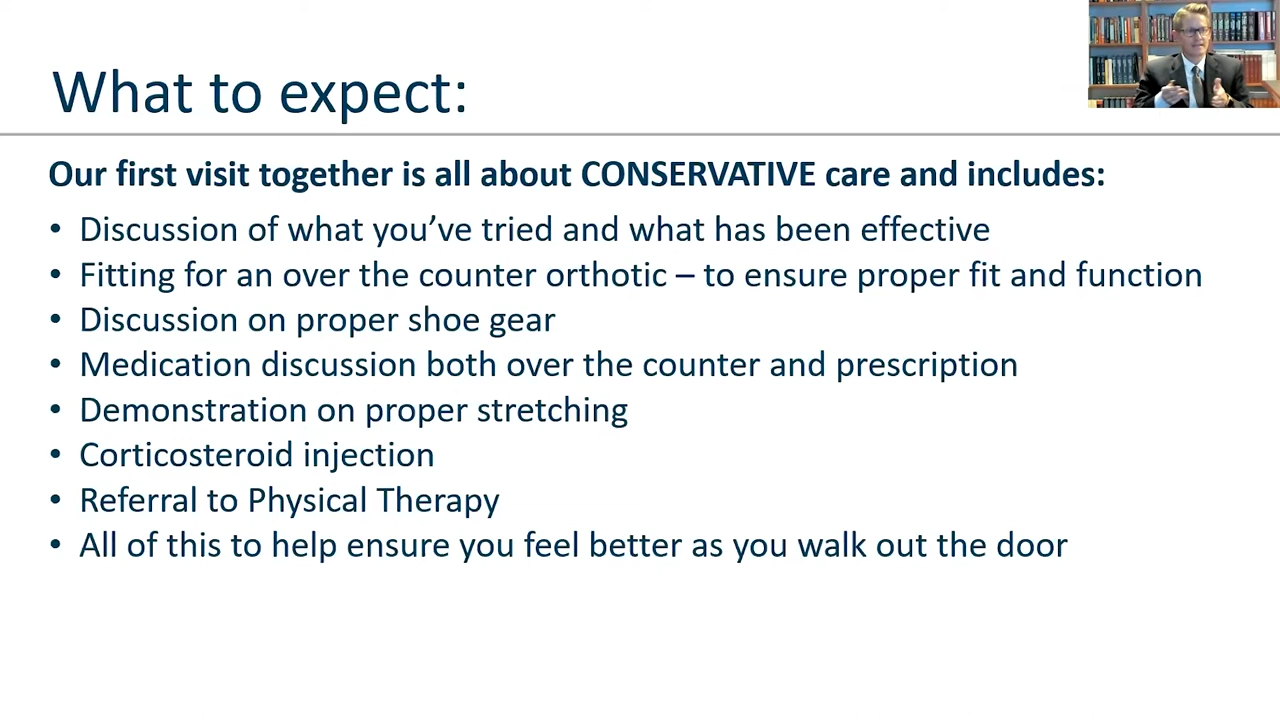 What to expect:
Our first visit together is all about CONSERVATIVE care and includes:
• Discussion of what you’ve tried and what has been effective
• Fitting for an over the counter orthotic – to ensure proper fit and function
• Discussion on proper shoe gear
• Medication discussion both over the counter and prescription
• Demonstration on proper stretching
• Corticosteroid injection
• Referral to Physical Therapy
• All of this to help ensure you feel better as you walk out the door